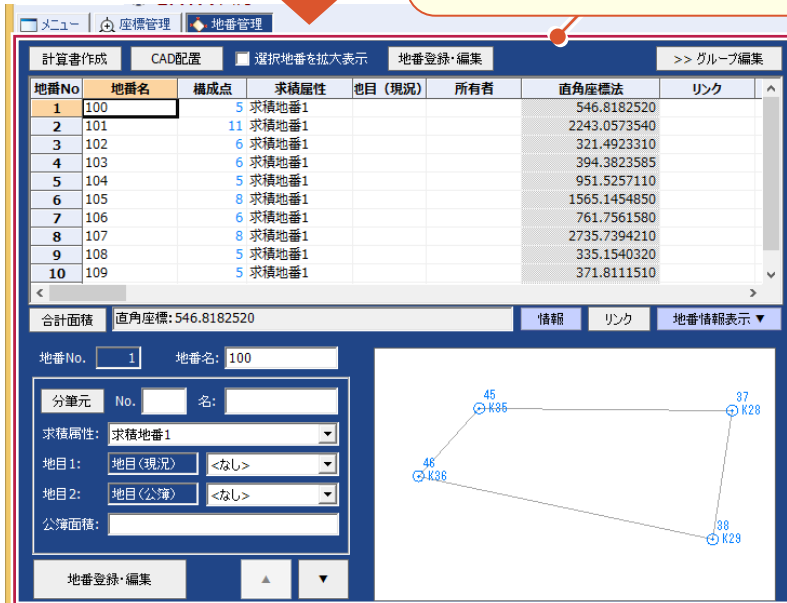 メニュー 座標管理 地番管理
計算書作成 CAD配置 選択地番を拡大表示 地番登録・編集 >> グループ編集
地番No 地番名 構成点 求積属性 地目（現況） 所有者 直角座標法 リンク
1 100 5 求積地番1 546.8182520
2 101 11 求積地番1 2243.0573540
3 102 6 求積地番1 321.4923310
4 103 6 求積地番1 394.3823585
5 104 5 求積地番1 951.5257110
6 105 8 求積地番1 1565.1454850
7 106 6 求積地番1 761.7561580
8 107 8 求積地番1 2735.7394210
9 108 5 求積地番1 335.1540320
10 109 5 求積地番1 371.8111510
合計面積 直角座標:546.8182520 情報 リンク 地番情報表示▼
地番No. 1 地番名: 100
分筆元 No. 名:
求積属性: 求積地番1
地目1: 地目(現況) <なし>
地目2: 地目(公簿) <なし>
公簿面積:
地番登録・編集 ▲ ▼
45
K35
37
K28
46
K36
38
K29